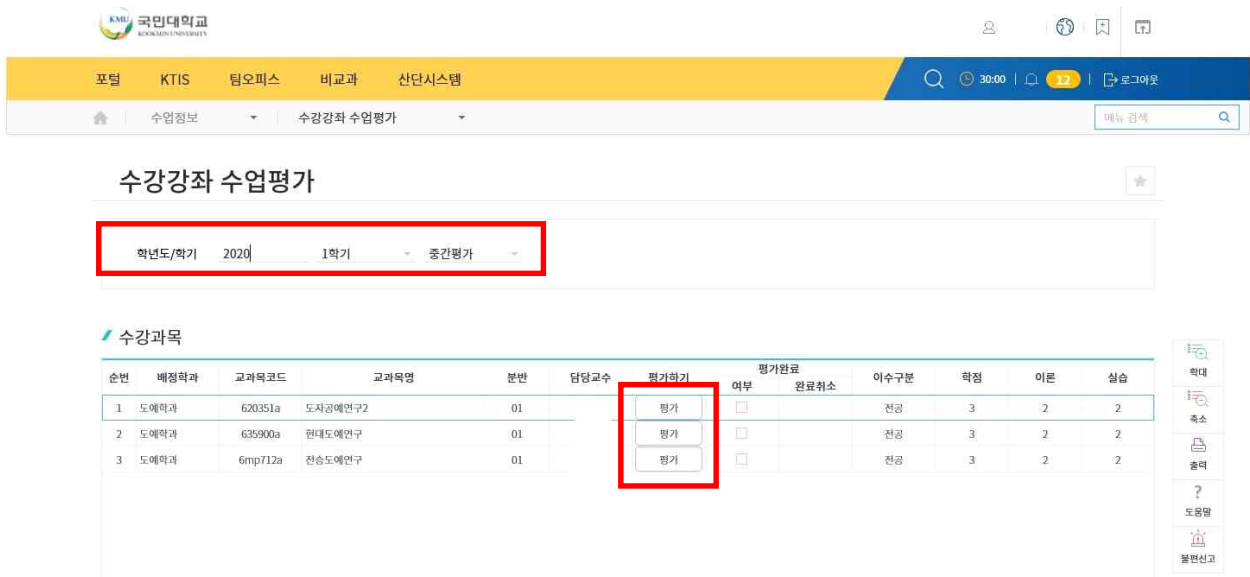 KMU 국민대학교
KOOKMIN UNIVERSITY
포털 KTIS 팀오피스 비교과 산단시스템 30:00 12 로그아웃
수업정보 수강강좌 수업평가 메뉴 검색
수강강좌 수업평가
학년도/학기 2020 1학기 중간평가
수강과목
순번 배정학과 교과목코드 교과목명 분반 담당교수 평가하기 평가완료 이수구분 학점 이론 실습
여부 완료취소
1 도예학과 620351a 도자공예연구2 01 평가 전공 3 2 2
2 도예학과 635900a 현대도예연구 01 평가 전공 3 2 2
3 도예학과 6mp712a 전승도예연구 01 평가 전공 3 2 2
확대
축소
출력
?
도움말
불편신고